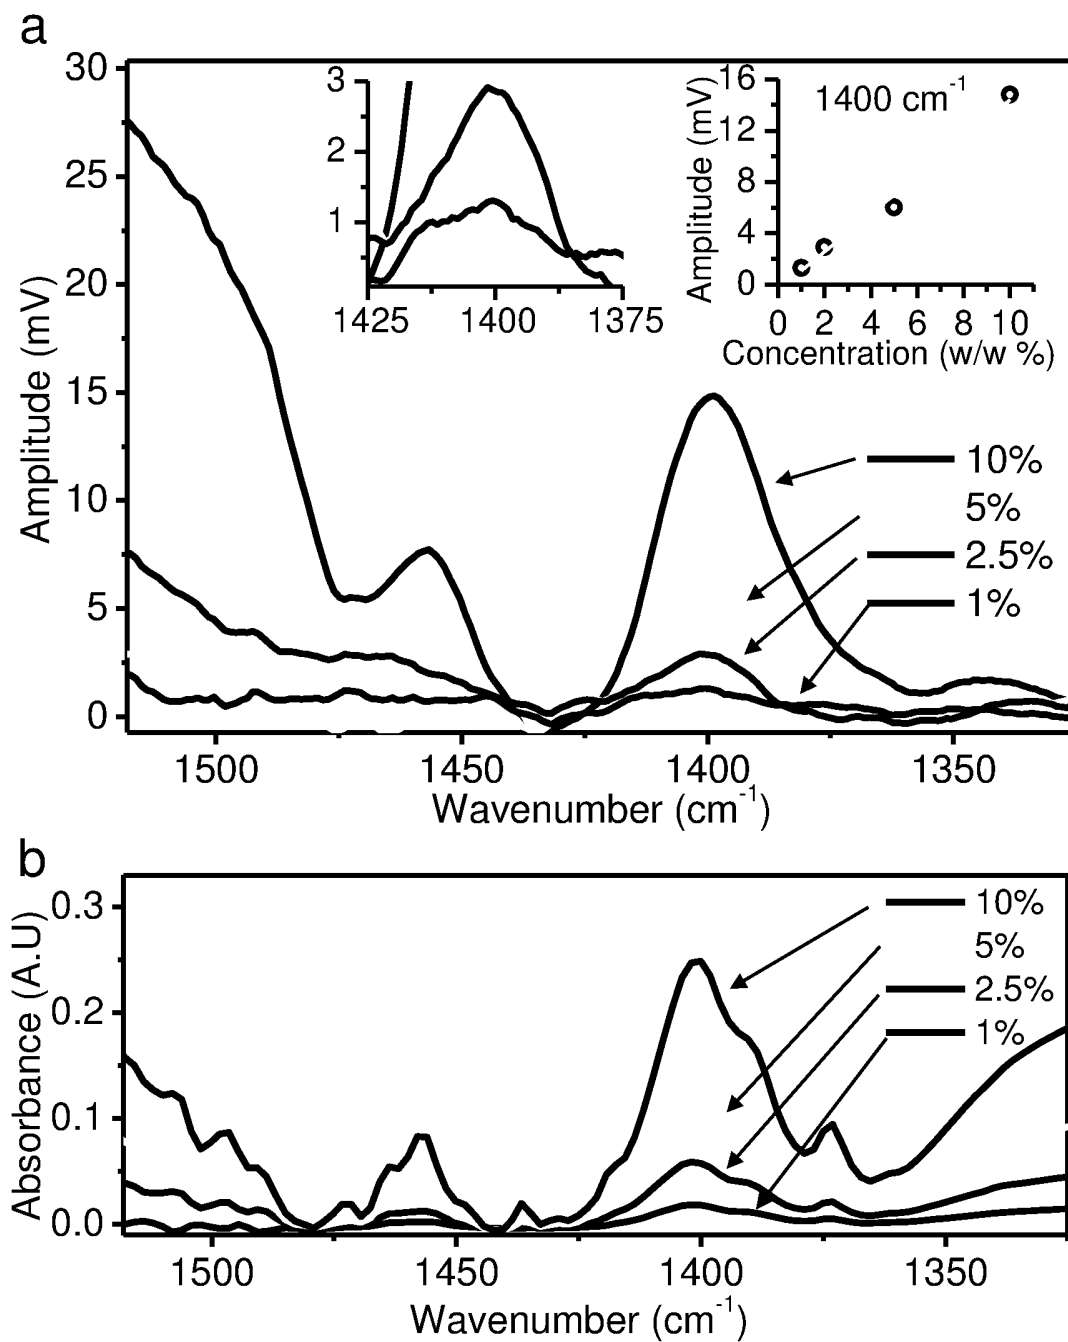 a
30
25
20
15
10
5
0
Amplitude (mV)
3
2
1
1425 1400 1375
16
12
8
4
0
Amplitude (mV)
1400 cm-1
0 2 4 6 8 10
Concentration (w/w %)
10%
5%
2.5%
1%
1500 1450 1400 1350
Wavenumber (cm-1)
b
0.3
0.2
0.1
0.0
Absorbance (A.U)
10%
5%
2.5%
1%
1500 1450 1400 1350
Wavenumber (cm-1)